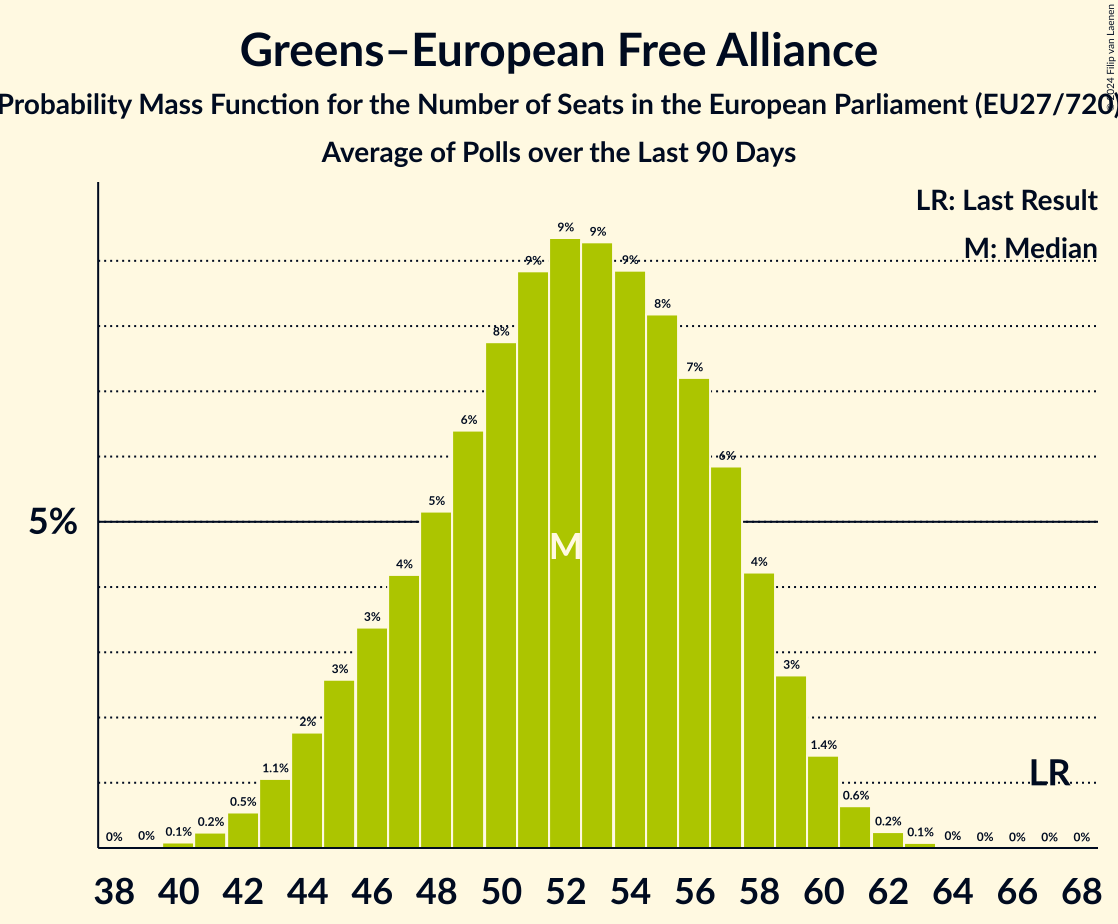 Greens–European Free Alliance
Probability Mass Function for the Number of Seats in the European Parliament (EU27/720)
Average of Polls over the Last 90 Days
© 2024 Filip van Laenen
LR: Last Result
M: Median
5%
0% 0% 0.1% 0.2% 0.5% 1.1% 2% 3% 3% 4% 5% 6% 8% 9% 9% 9% 9% 8% 7% 6% 4% 3% 1.4% 0.6% 0.2% 0.1% 0% 0% 0% 0% 0%
M
LR
38 40 42 44 46 48 50 52 54 56 58 60 62 64 66 68